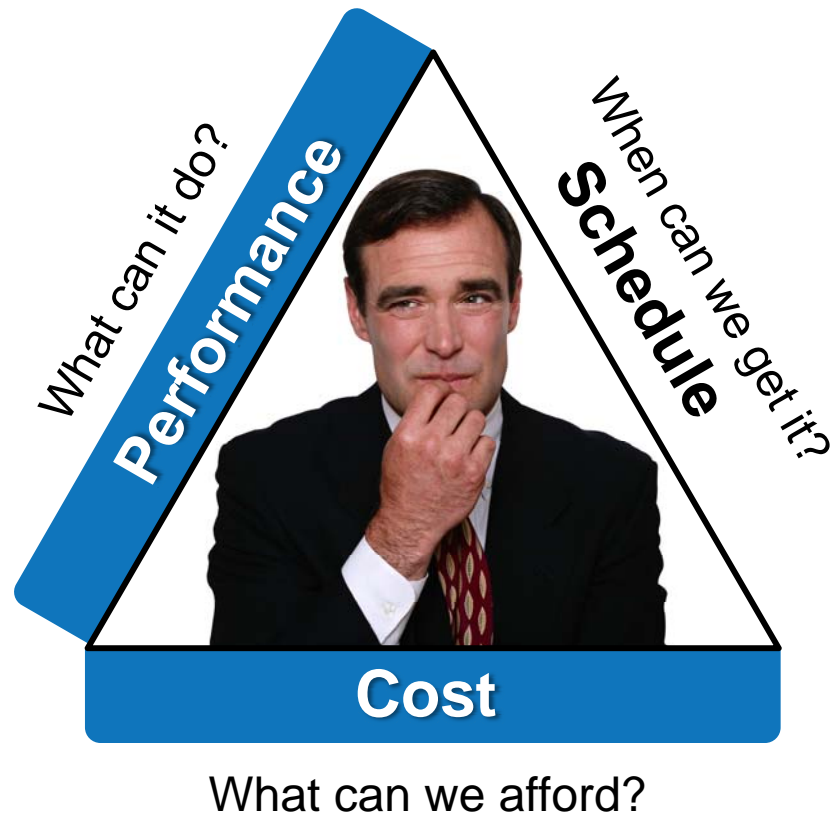 What can it do?
Performance
When can we get it?
Schedule
Cost
What can we afford?